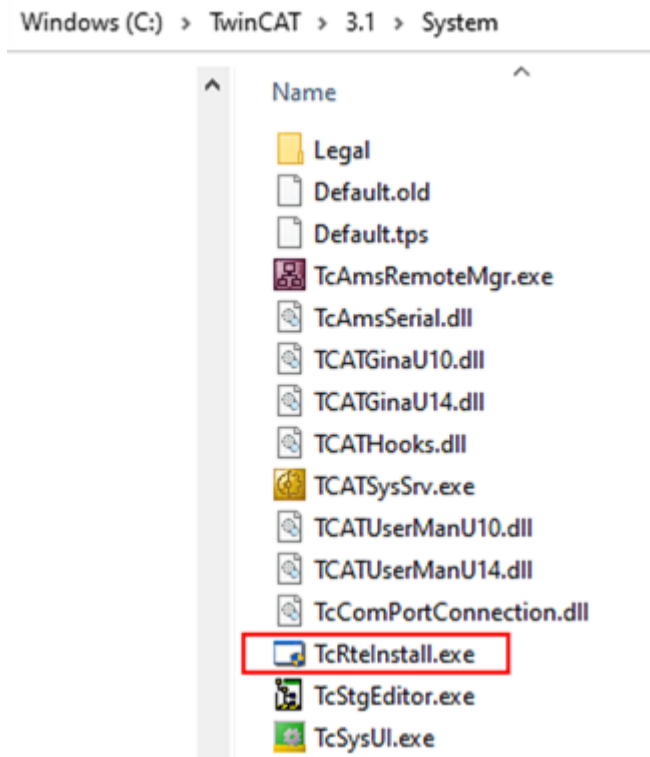 Windows (C:) > TwinCAT > 3.1 > System
Name
Legal
Default.old
Default.tps
TcAmsRemoteMgr.exe
TcAmsSerial.dll
TCATGinaU10.dll
TCATGinaU14.dll
TCATHooks.dll
TCATSysSrv.exe
TCATUserManU10.dll
TCATUserManU14.dll
TcComPortConnection.dll
TcRteInstall.exe
TcStgEditor.exe
TcSysUI.exe